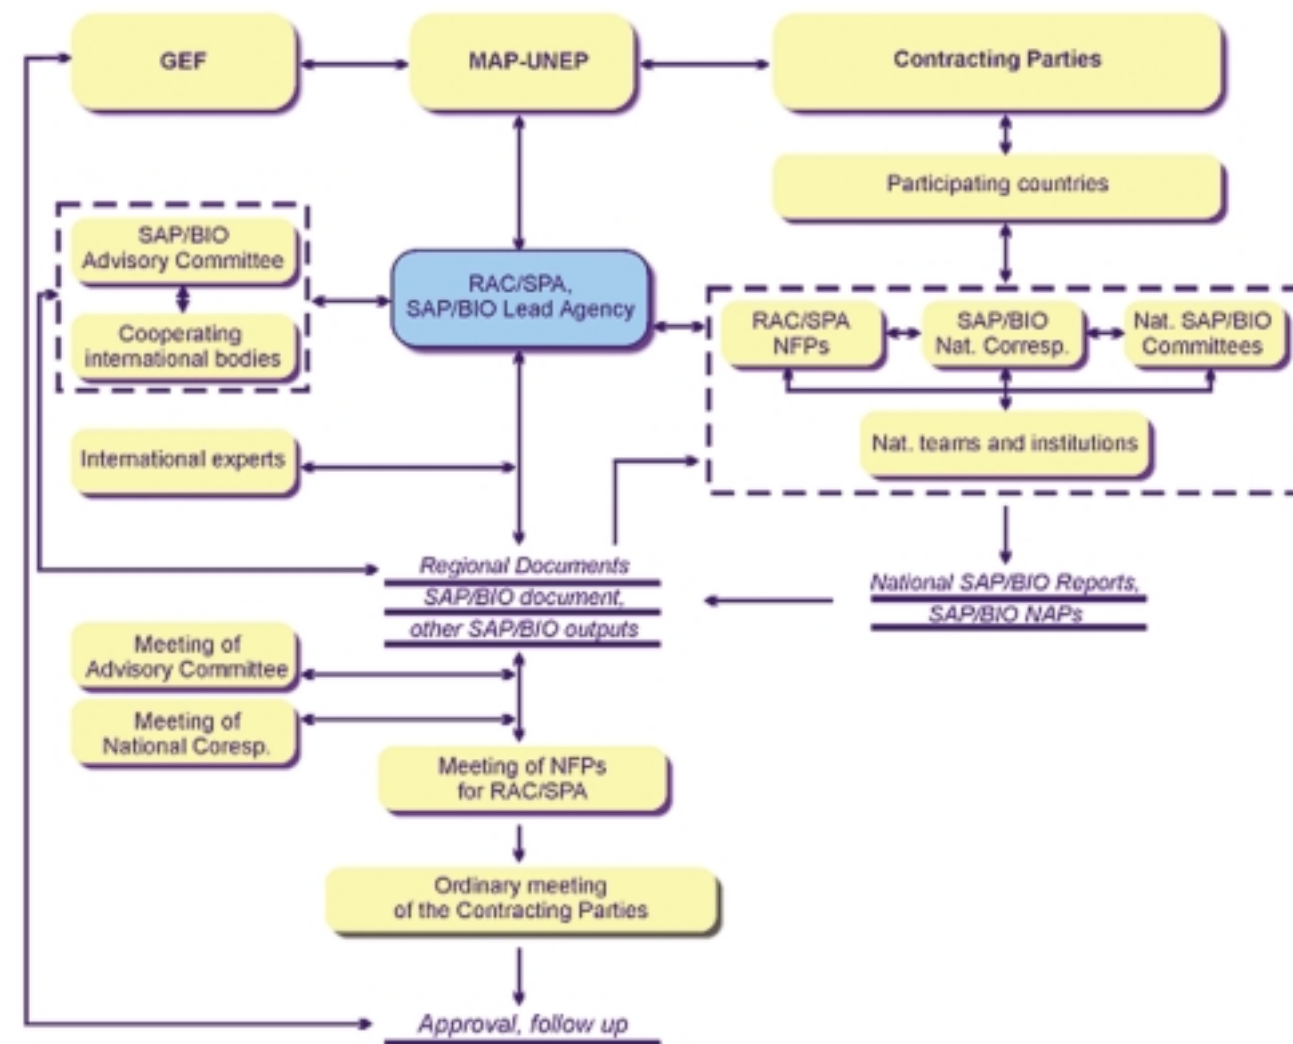 GEF
MAP-UNEP
Contracting Parties
Participating countries
SAP/BIO
Advisory Committee
Cooperating
international bodies
RAC/SPA,
SAP/BIO Lead Agency
RAC/SPA
NFPs
SAP/BIO
Nat. Corresp.
Nat. SAP/BIO
Committees
Nat. teams and institutions
International experts
Regional Documents
SAP/BIO document,
other SAP/BIO outputs
National SAP/BIO Reports,
SAP/BIO NAPs
Meeting of
Advisory Committee
Meeting of
National Coresp.
Meeting of NFPs
for RAC/SPA
Ordinary meeting
of the Contracting Parties
Approval, follow up